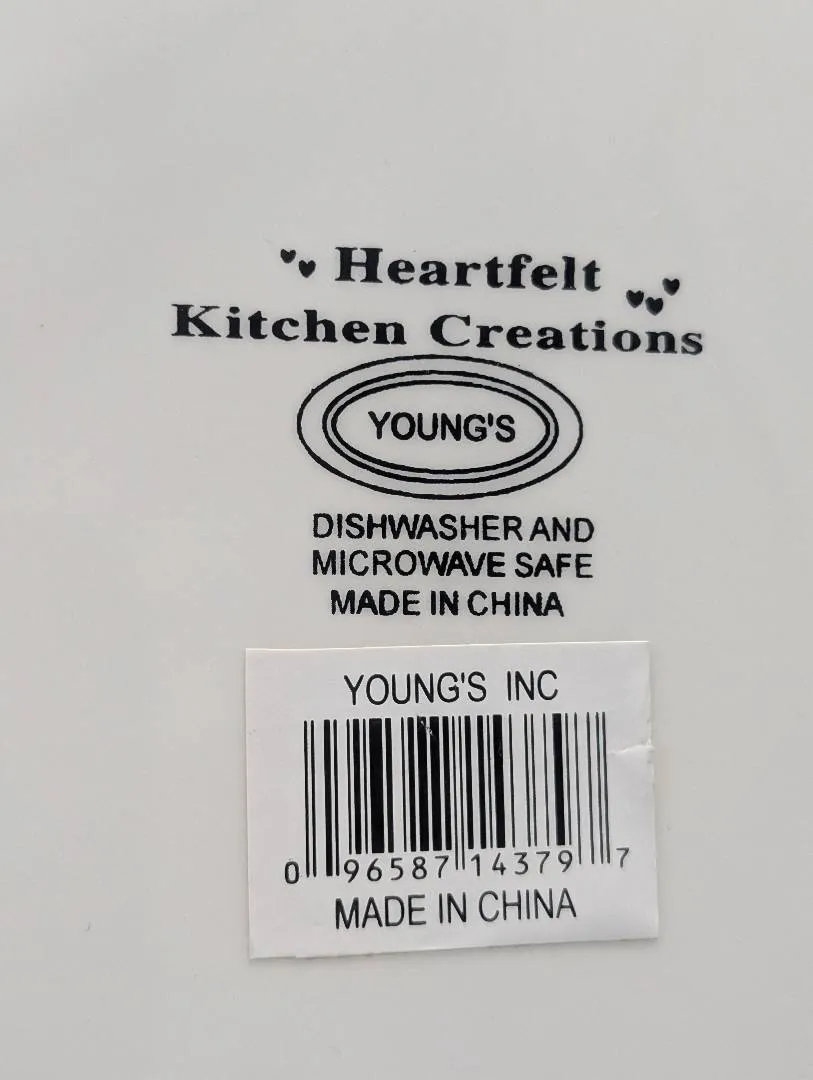 Heartfelt
Kitchen Creations
YOUNG'S
DISHWASHER AND
MICROWAVE SAFE
MADE IN CHINA
YOUNG'S INC
0 96587 14379 7
MADE IN CHINA